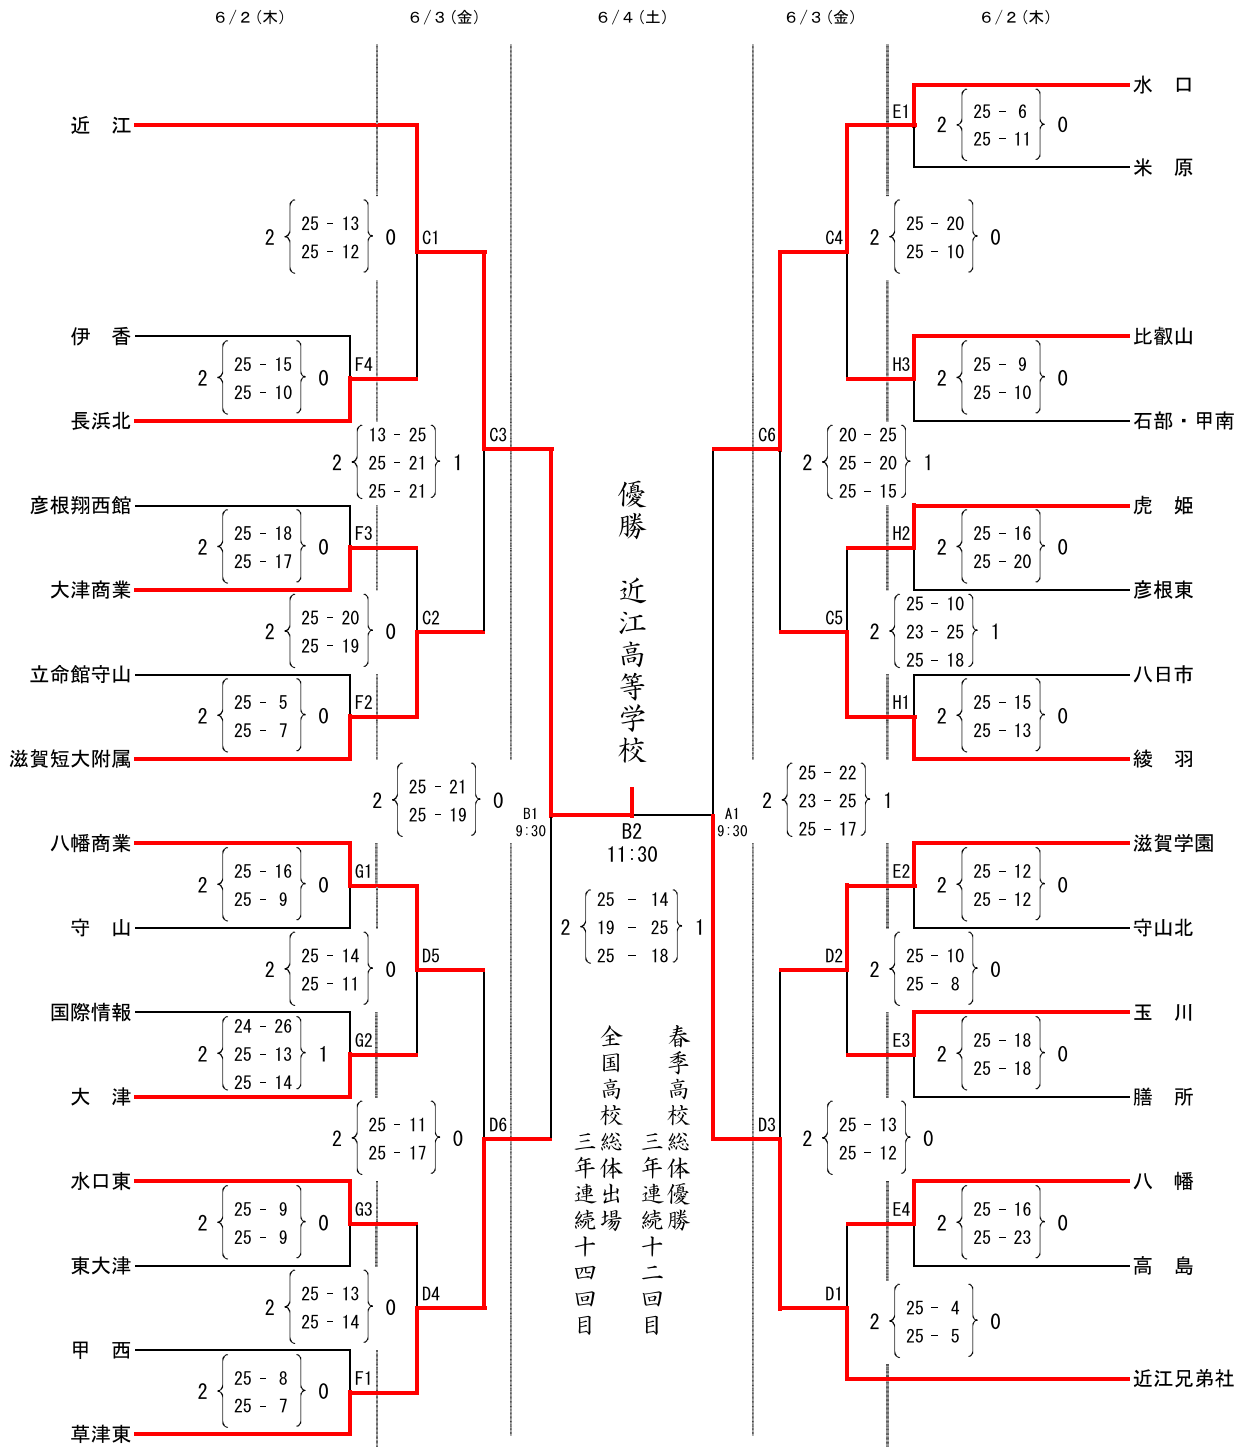 6/2(木)
6/3(金)
6/4(土)
6/3(金)
6/2(木)
近　江
2 25 - 13 0
25 - 12
C1
伊　香
2 25 - 15 0
25 - 10
F4
長浜北
13 - 25
2 25 - 21 1
25 - 21
C3
彦根翔西館
2 25 - 18 0
25 - 17
F3
大津商業
2 25 - 20 0
25 - 19
C2
立命館守山
2 25 - 5 0
25 - 7
F2
滋賀短大附属
2 25 - 21 0
25 - 19
B1
9:30
八幡商業
2 25 - 16 0
25 - 9
G1
守　山
2 25 - 14 0
25 - 11
D5
国際情報
24 - 26
2 25 - 13 1
25 - 14
G2
大　津
2 25 - 11 0
25 - 17
D6
水口東
2 25 - 9 0
25 - 9
G3
東大津
2 25 - 13 0
25 - 14
D4
甲　西
2 25 - 8 0
25 - 7
F1
草津東
優勝　近江高等学校
B2
11:30
25 - 14
2 19 - 25 1
25 - 18
春季高校総体優勝
三年連続十二回目
全国高校総体出場
三年連続十四回目
水　口
E1
2 25 - 6 0
25 - 11
米　原
C4
2 25 - 20 0
25 - 10
比叡山
H3
2 25 - 9 0
25 - 10
石部・甲南
C6
20 - 25
2 25 - 20 1
25 - 15
虎　姫
H2
2 25 - 16 0
25 - 20
彦根東
C5
25 - 10
2 23 - 25 1
25 - 18
八日市
H1
2 25 - 15 0
25 - 13
綾　羽
A1
9:30
25 - 22
2 23 - 25 1
25 - 17
滋賀学園
E2
2 25 - 12 0
25 - 12
守山北
D2
2 25 - 10 0
25 - 8
玉　川
E3
2 25 - 18 0
25 - 18
膳　所
D3
2 25 - 13 0
25 - 12
八　幡
E4
2 25 - 16 0
25 - 23
高　島
D1
2 25 - 4 0
25 - 5
近江兄弟社